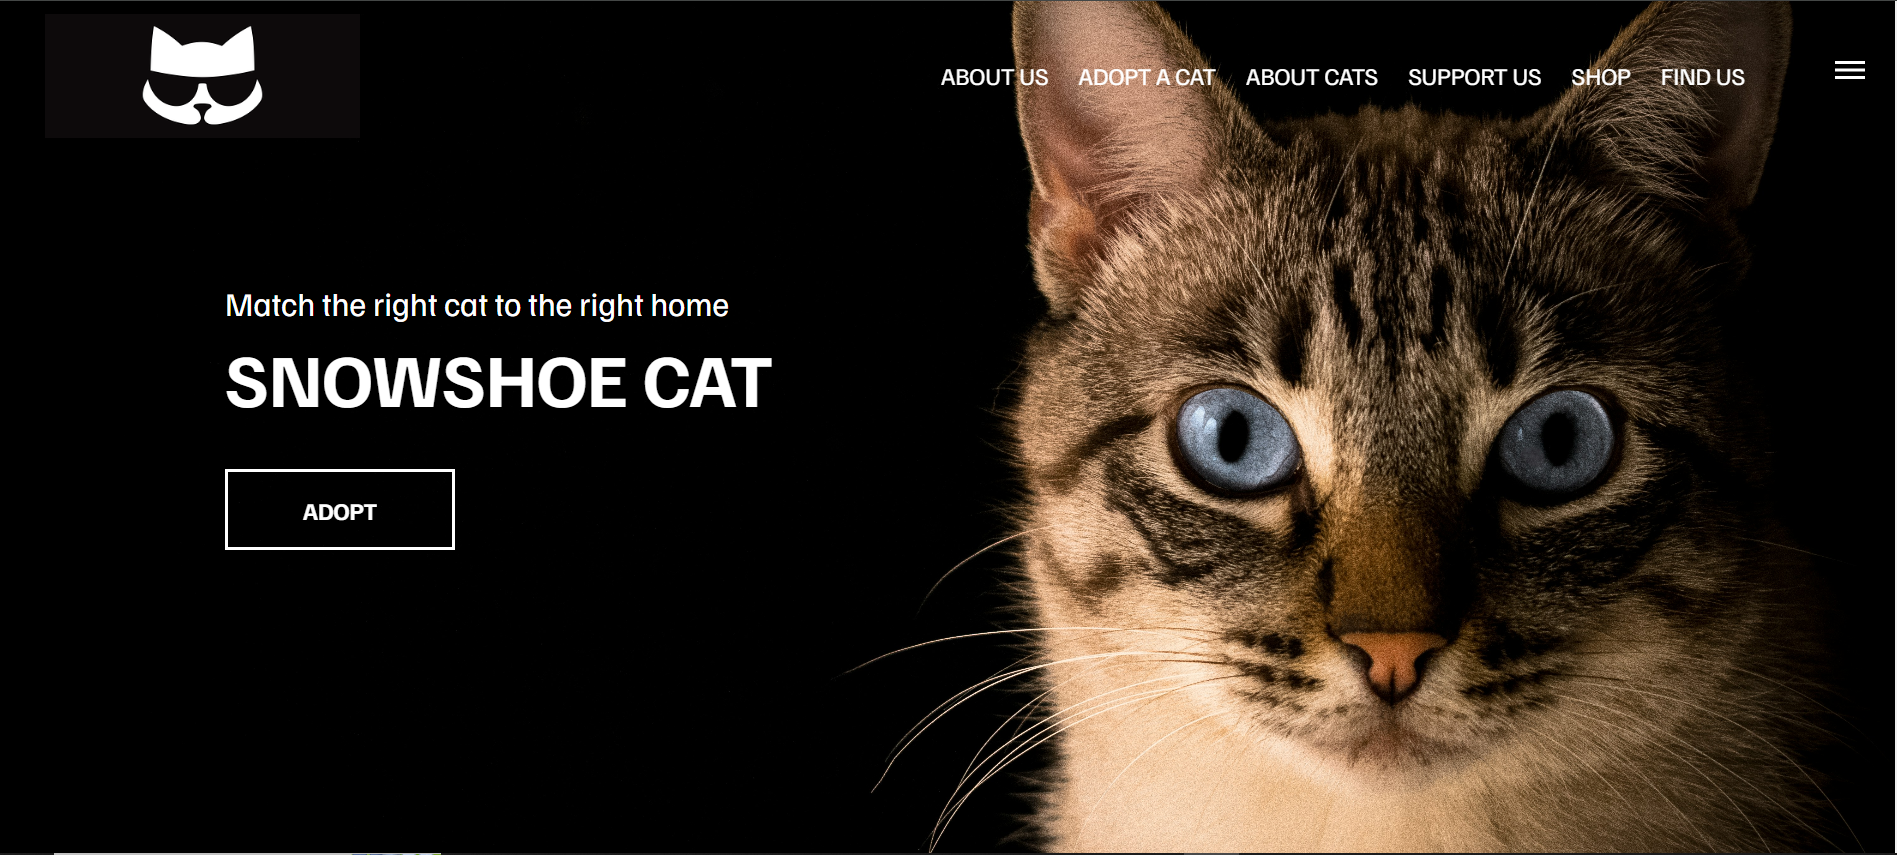 ABOUT US ADOPT A CAT ABOUT CATS SUPPORT US SHOP FIND US
Match the right cat to the right home
SNOWSHOE CAT
ADOPT